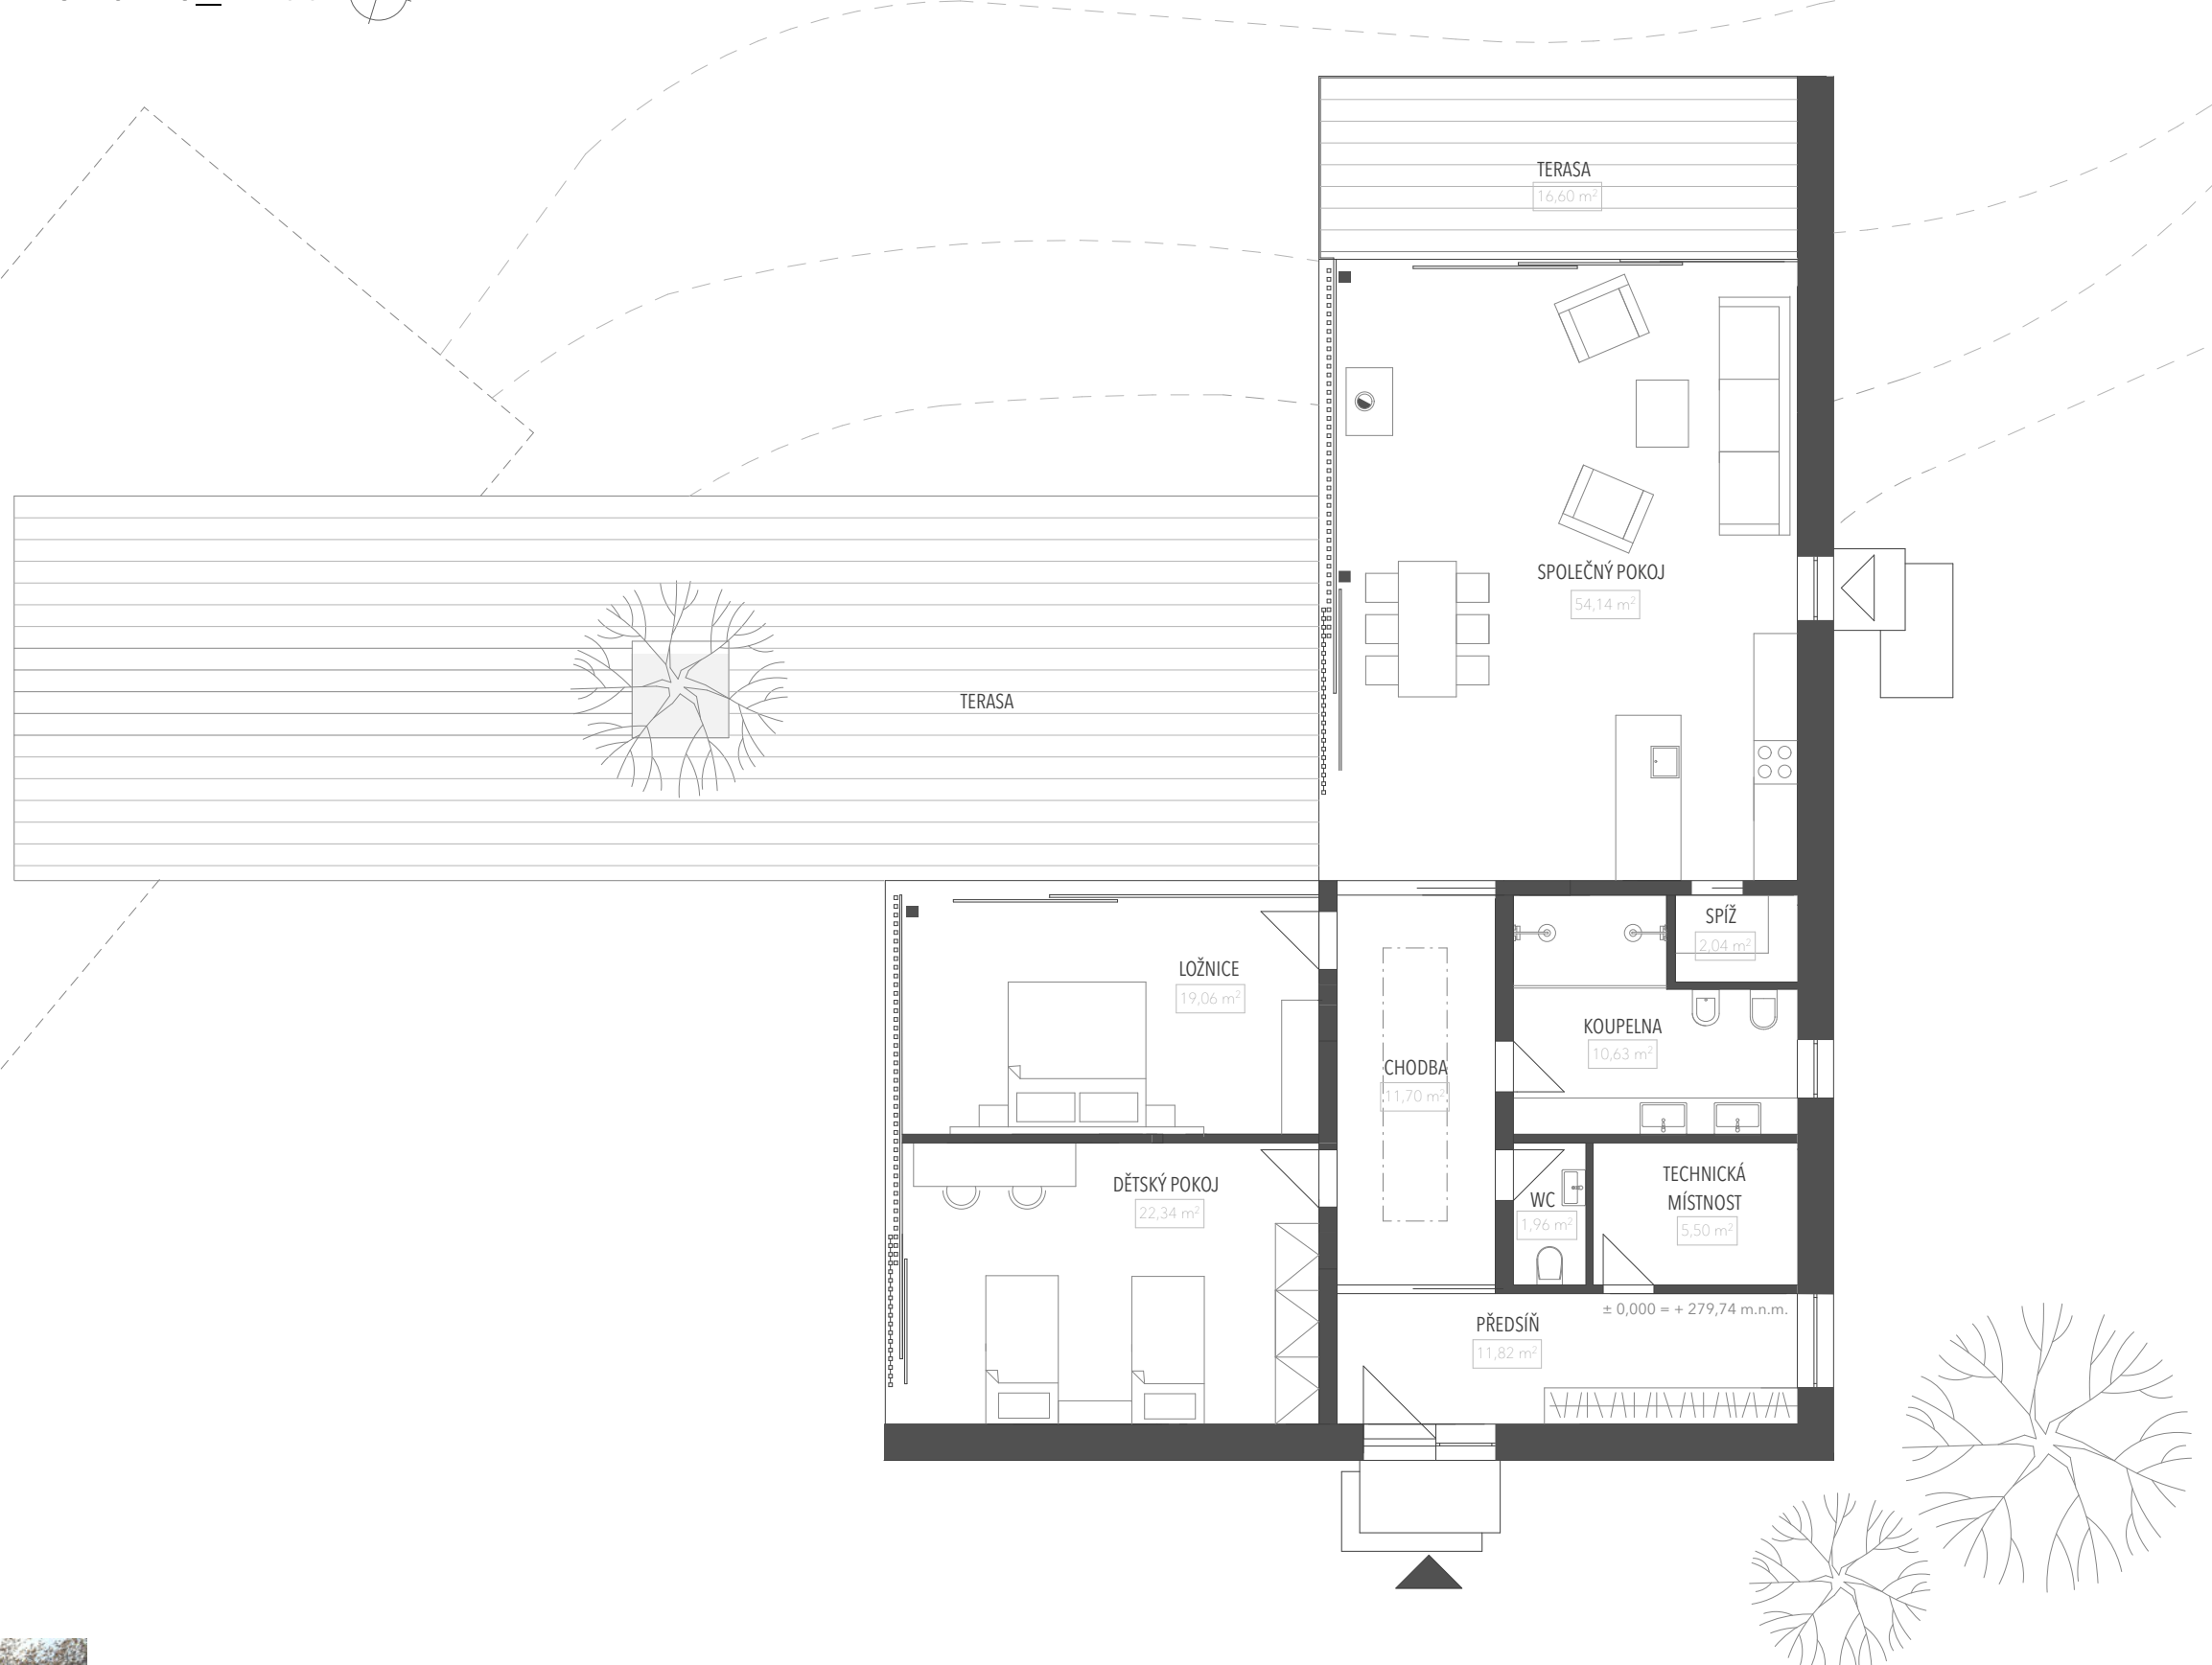 TERASA
16,60 m²
SPOLEČNÝ POKOJ
54,14 m²
TERASA
SPÍŽ
2,04 m²
LOŽNICE
19,06 m²
KOUPELNA
10,63 m²
CHODBA
11,70 m²
DĚTSKÝ POKOJ
22,34 m²
WC
1,96 m²
TECHNICKÁ
MÍSTNOST
5,50 m²
± 0,000 = + 279,74 m.n.m.
PŘEDSÍŇ
11,82 m²